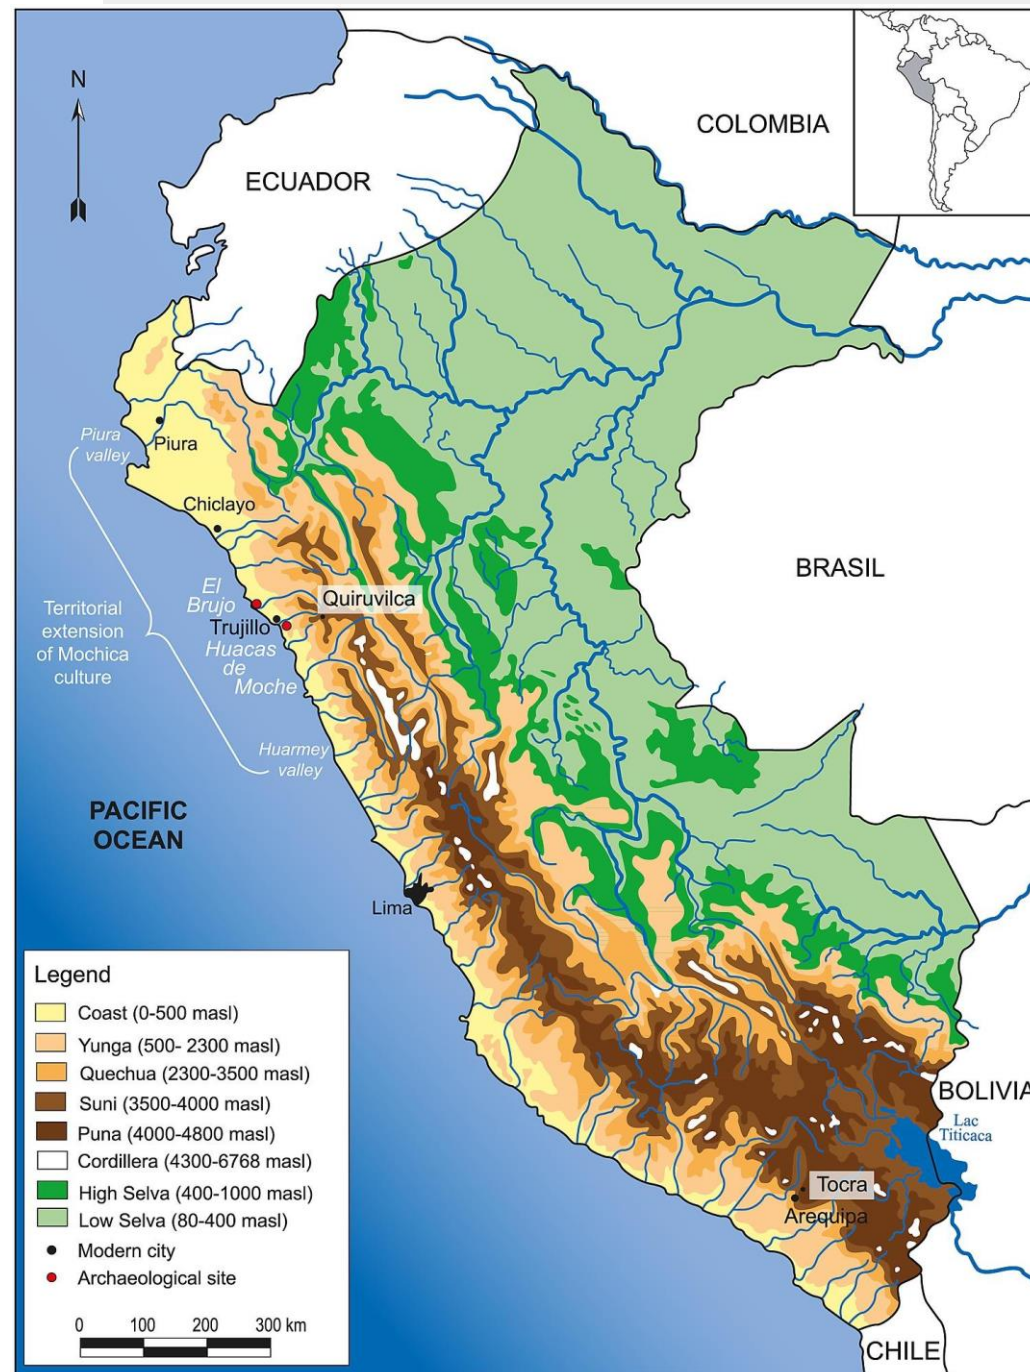 N
COLOMBIA
ECUADOR
Piura
valley
Piura
Chiclayo
BRASIL
El
Brujo
Quiruvilca
Trujillo
Territorial
extension
of Mochica
culture
Huacas
de
Moche
Huarmey
valley
PACIFIC
OCEAN
Lima
Legend
Coast (0-500 masl)
Yunga (500- 2300 masl)
Quechua (2300-3500 masl)
Suni (3500-4000 masl)
Puna (4000-4800 masl)
Cordillera (4300-6768 masl)
High Selva (400-1000 masl)
Low Selva (80-400 masl)
Modern city
Archaeological site
0 100 200 300 km
BOLIVIA
Lac
Titicaca
Tocra
Arequipa
CHILE